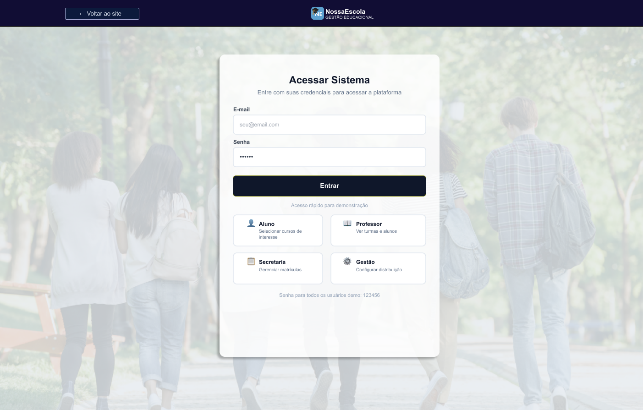 ‹ Voltar ao site
NossaEscola
GESTÃO EDUCACIONAL
Acessar Sistema
Entre com suas credenciais para acessar a plataforma
E-mail
seu@email.com
Senha
••••••
Entrar
Acesso rápido para demonstração
Aluno
Selecionar cursos de
interesse
Professor
Ver turmas e alunos
Secretaria
Gerenciar matrículas
Gestão
Configurar
Senha para todos os usuários demo: 123456